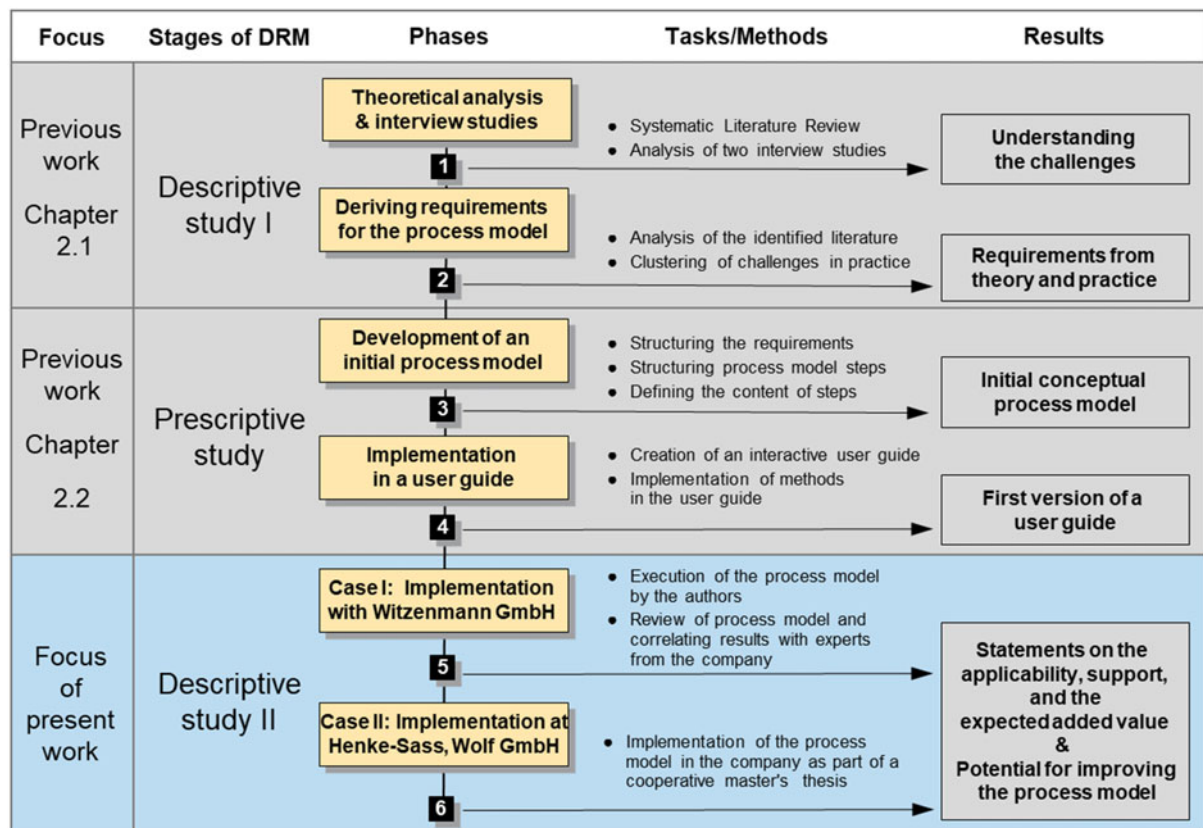 Focus
Stages of DRM
Phases
Tasks/Methods
Results
Previous
work
Chapter
2.1
Descriptive
study I
Theoretical analysis
& interview studies
1
● Systematic Literature Review
● Analysis of two interview studies
Understanding
the challenges
Deriving requirements
for the process model
2
● Analysis of the identified literature
● Clustering of challenges in practice
Requirements from
theory and practice
Previous
work
Chapter
2.2
Prescriptive
study
Development of an
initial process model
3
● Structuring the requirements
● Structuring process model steps
● Defining the content of steps
Initial conceptual
process model
Implementation
in a user guide
4
● Creation of an interactive user guide
● Implementation of methods
in the user guide
First version of a
user guide
Focus
of
present
work
Descriptive
study II
Case I: Implementation
with Witzenmann GmbH
5
● Execution of the process model
by the authors
● Review of process model and
correlating results with experts
from the company
Case II: Implementation at
Henke-Sass, Wolf GmbH
6
● Implementation of the process
model in the company as part of a
cooperative master's thesis
Statements on the
applicability, support,
and the
expected added value
&
Potential for improving
the process model